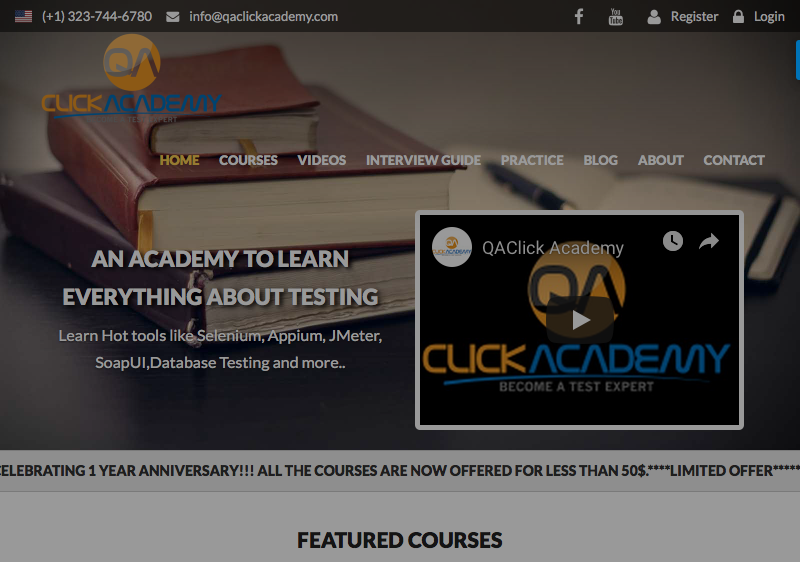 (+1) 323-744-6780 info@qaclickacademy.com Register Login
QA
CLICKACADEMY
HOME COURSES VIDEOS INTERVIEW GUIDE PRACTICE BLOG ABOUT CONTACT
AN ACADEMY TO LEARN
EVERYTHING ABOUT TESTING
Learn Hot tools like Selenium, Appium, JMeter,
SoapUI,Database Testing and more..
QAClick Academy
QA
CLICKACADEMY
BECOME A TEST EXPERT
ELEBRATING 1 YEAR ANNIVERSARY!!! ALL THE COURSES ARE NOW OFFERED FOR LESS THAN 50$.****LIMITED OFFER*****
FEATURED COURSES